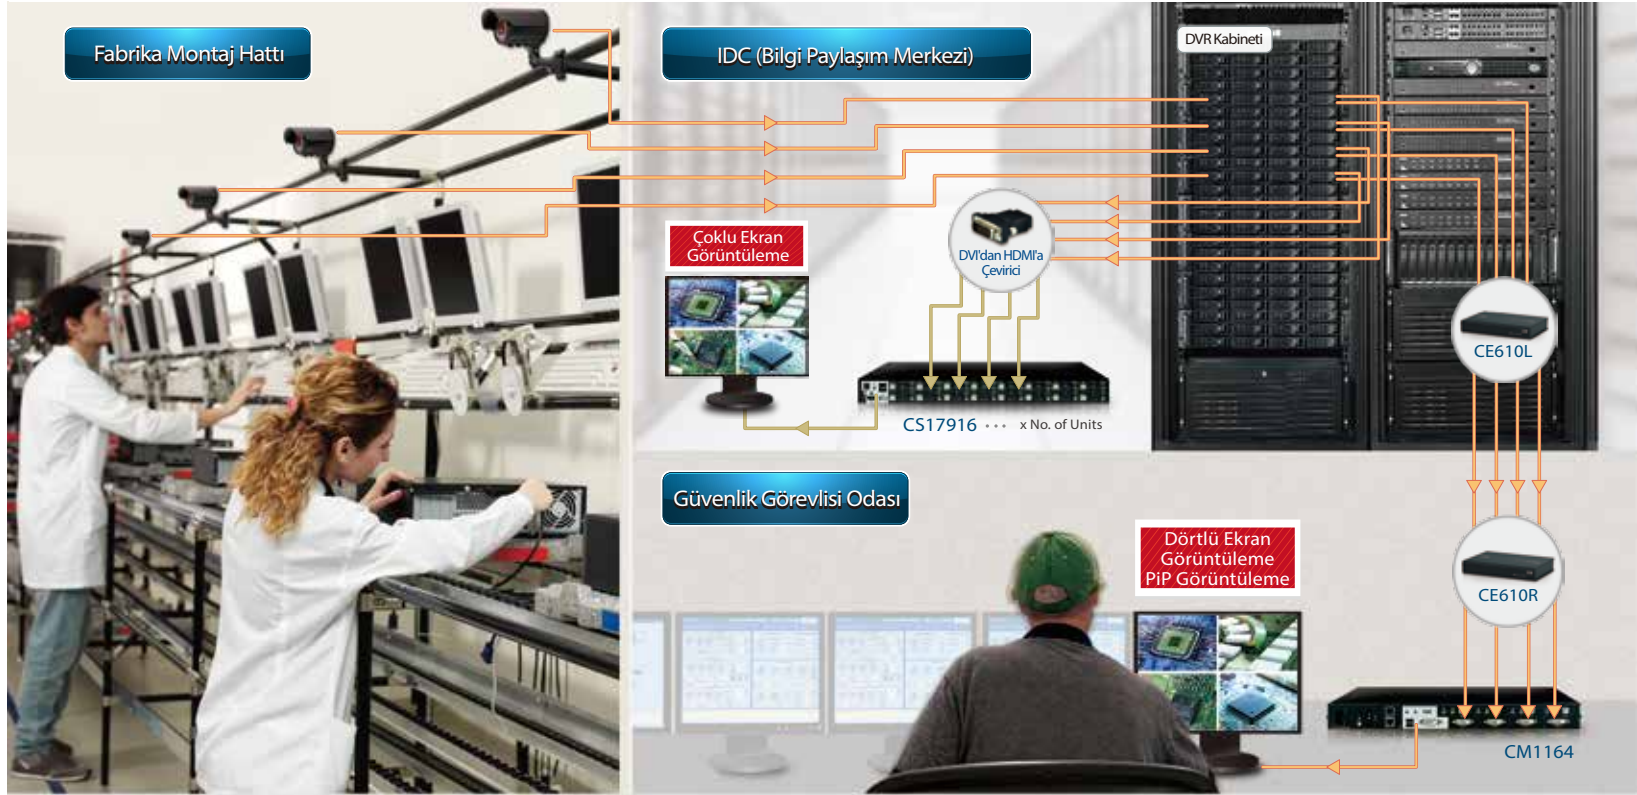 Fabrika Montaj Hattı
IDC (Bilgi Paylaşım Merkezi)
DVR Kabineti
Çoklu Ekran
Görüntüleme
DVI'dan HDMI'a
Çevirici
CE610L
CS17916 ··· x No. of Units
Güvenlik Görevlisi Odası
Dörtlü Ekran
Görüntüleme
PiP Görüntüleme
CE610R
CM1164